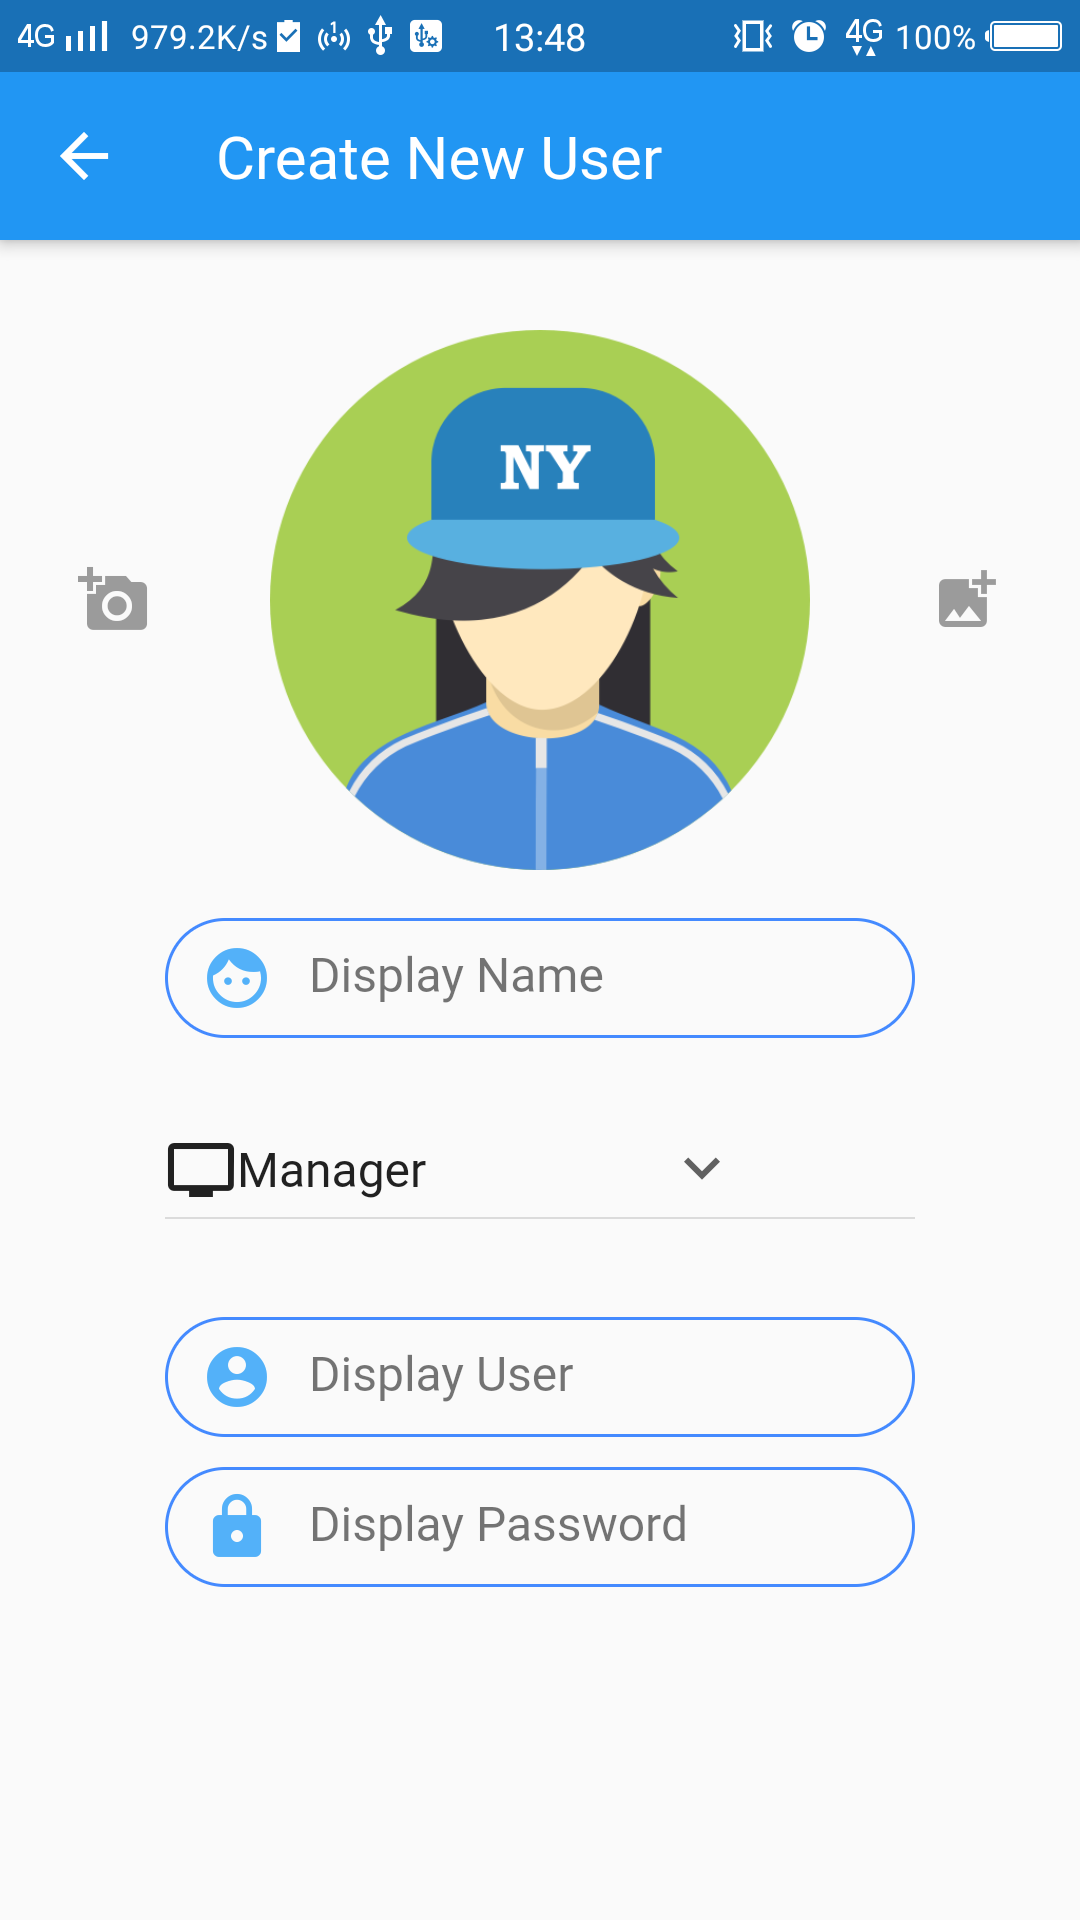 4G 979.2K/s 13:48 4G 100%
Create New User
NY
Display Name
Manager
Display User
Display Password